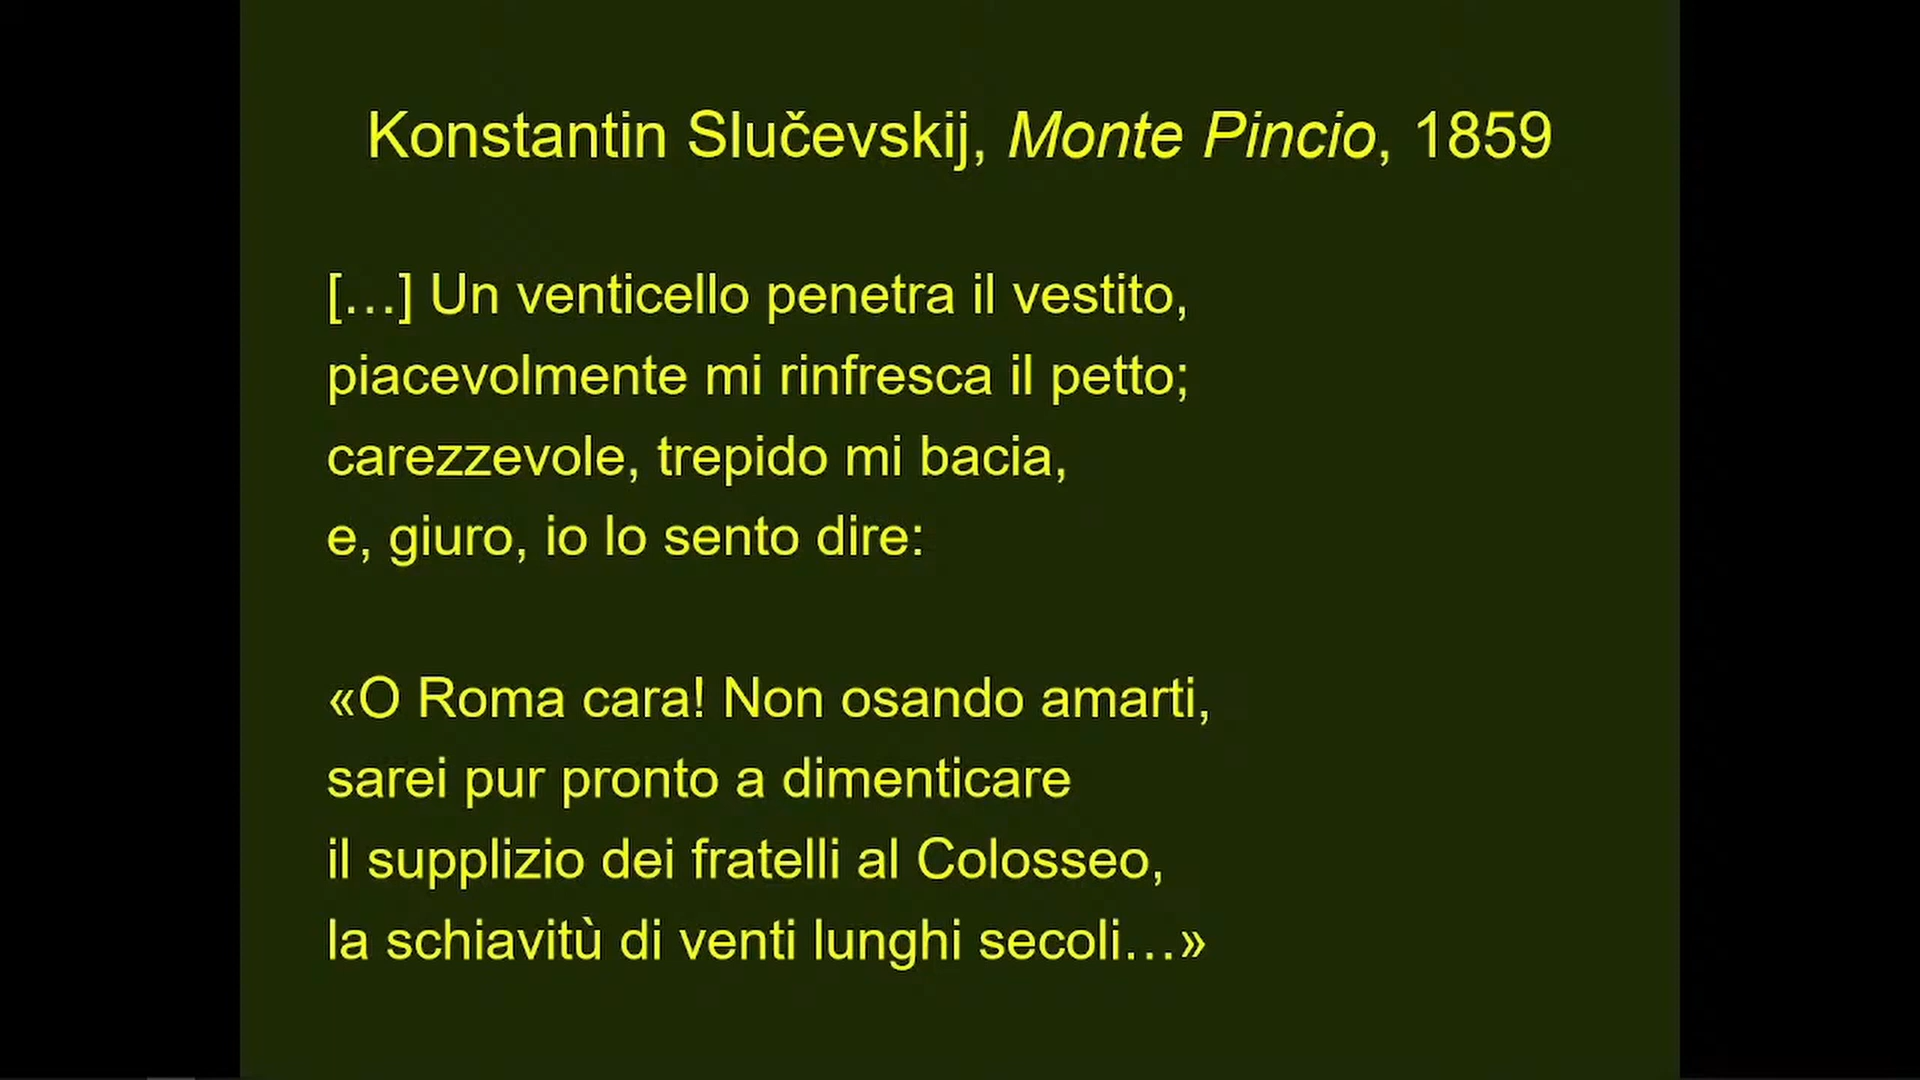 Konstantin Slučevskij, Monte Pincio, 1859
[…] Un venticello penetra il vestito,
piacevolmente mi rinfresca il petto;
carezzevole, trepido mi bacia,
e, giuro, io lo sento dire:
«O Roma cara! Non osando amarti,
sarei pur pronto a dimenticare
il supplizio dei fratelli al Colosseo,
la schiavitù di venti lunghi secoli…»